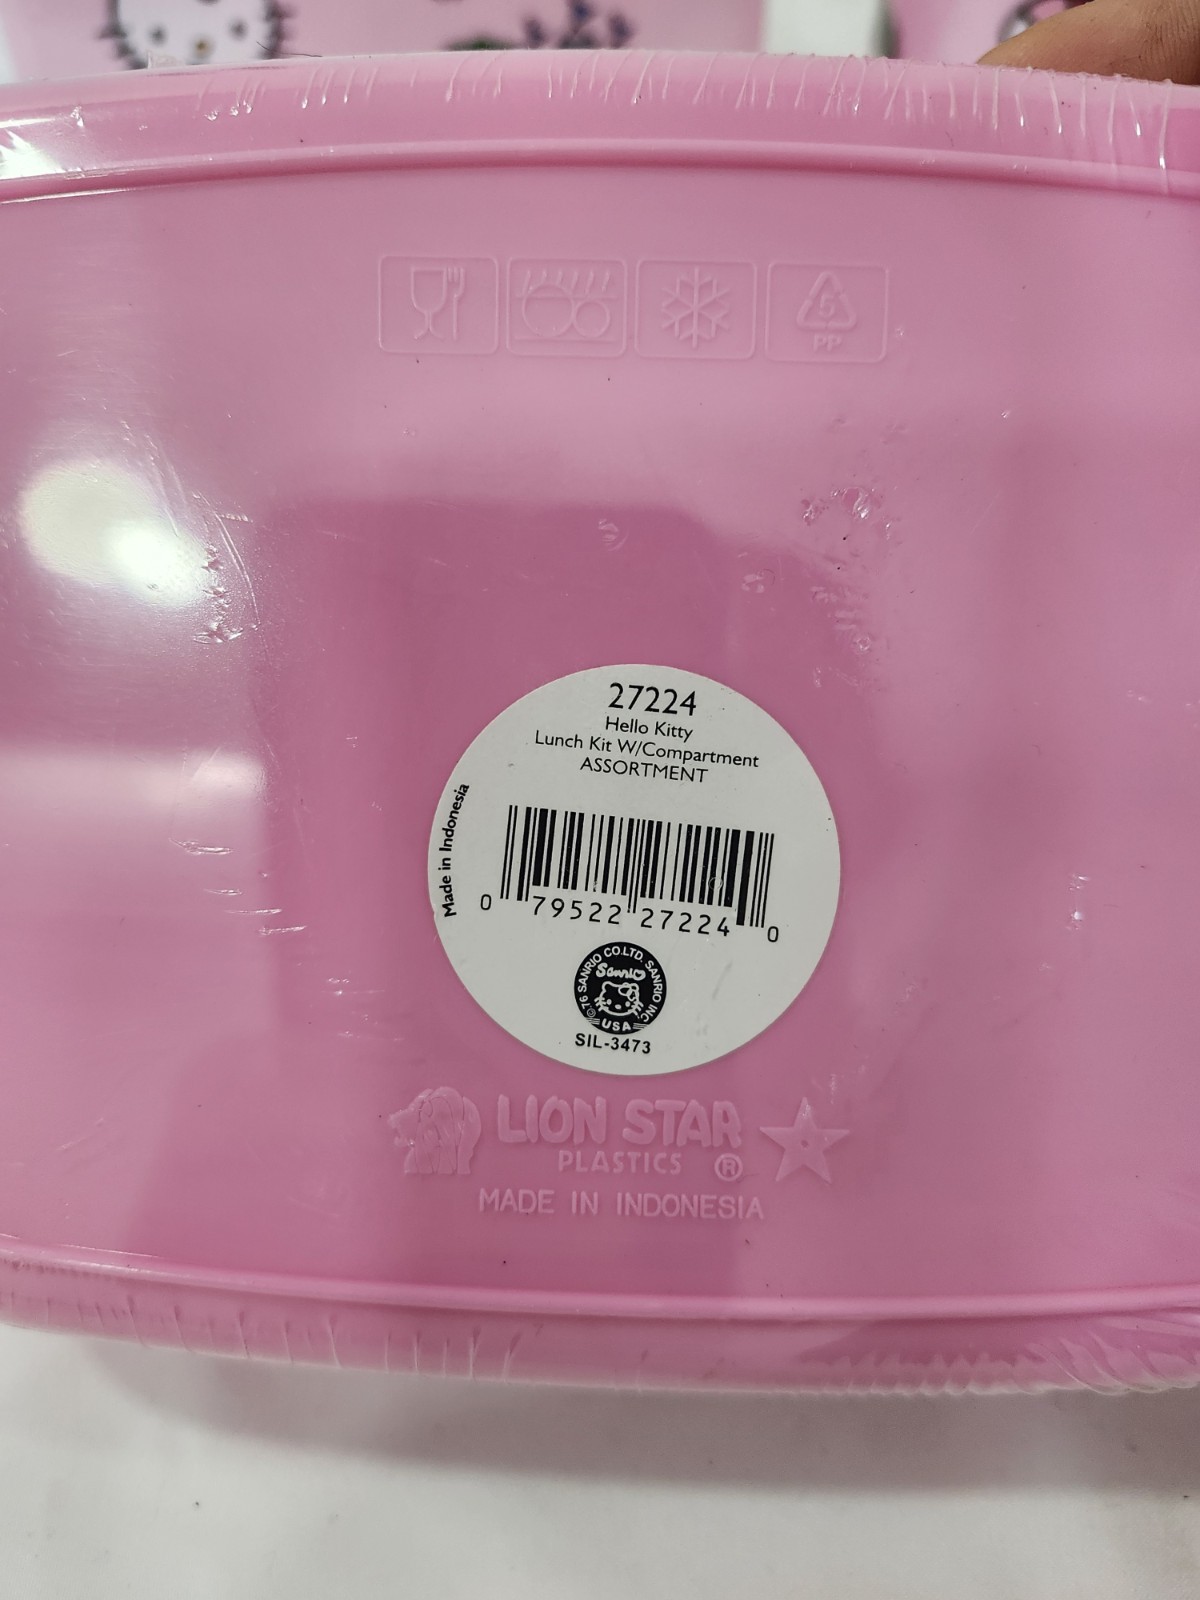 5
PP
27224
Hello Kitty
Lunch Kit W/Compartment
ASSORTMENT
Made in Indonesia
0 79522 27224 0
©'76 SANRIO CO.LTD. SANRIO INC.
Sanrio
USA
SIL-3473
LION STAR
PLASTICS ®
MADE IN INDONESIA